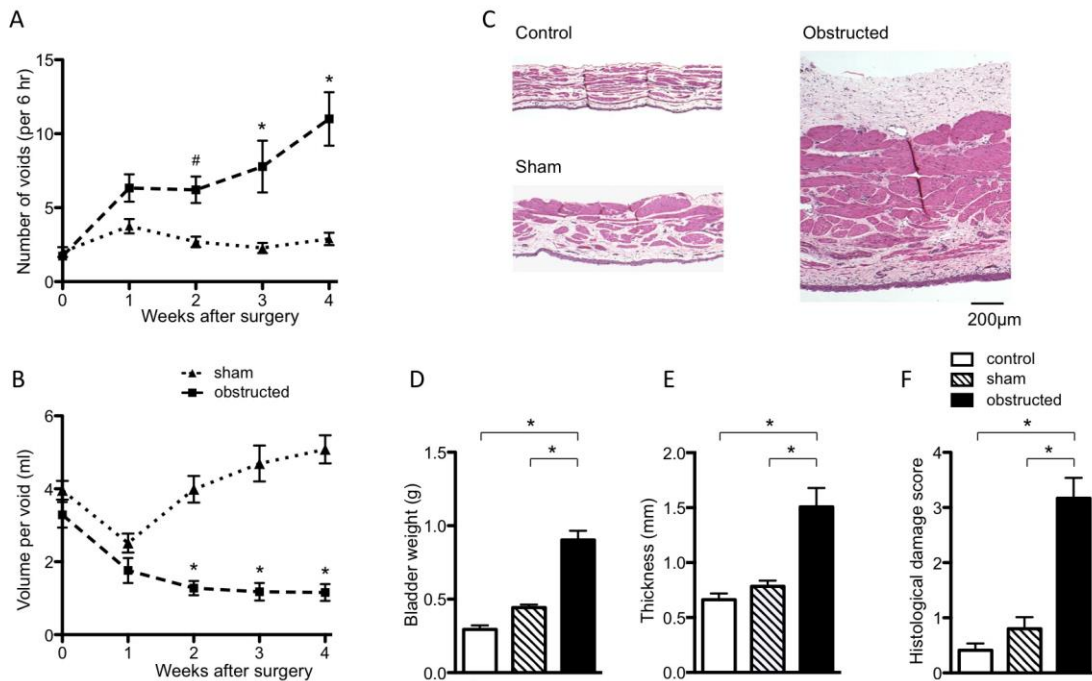 A
Number of voids (per 6 hr)
15
10
5
0
#
*
*
0 1 2 3 4
Weeks after surgery
B
sham
obstructed
Volume per void (ml)
6
4
2
0
* * *
0 1 2 3 4
Weeks after surgery
C
Control
Sham
Obstructed
200µm
D
Bladder weight (g)
1.5
1.0
0.5
0.0
*
*
E
Thickness (mm)
2.0
1.5
1.0
0.5
0.0
*
*
F
control
sham
obstructed
Histological damage score
4
3
2
1
0
*
*